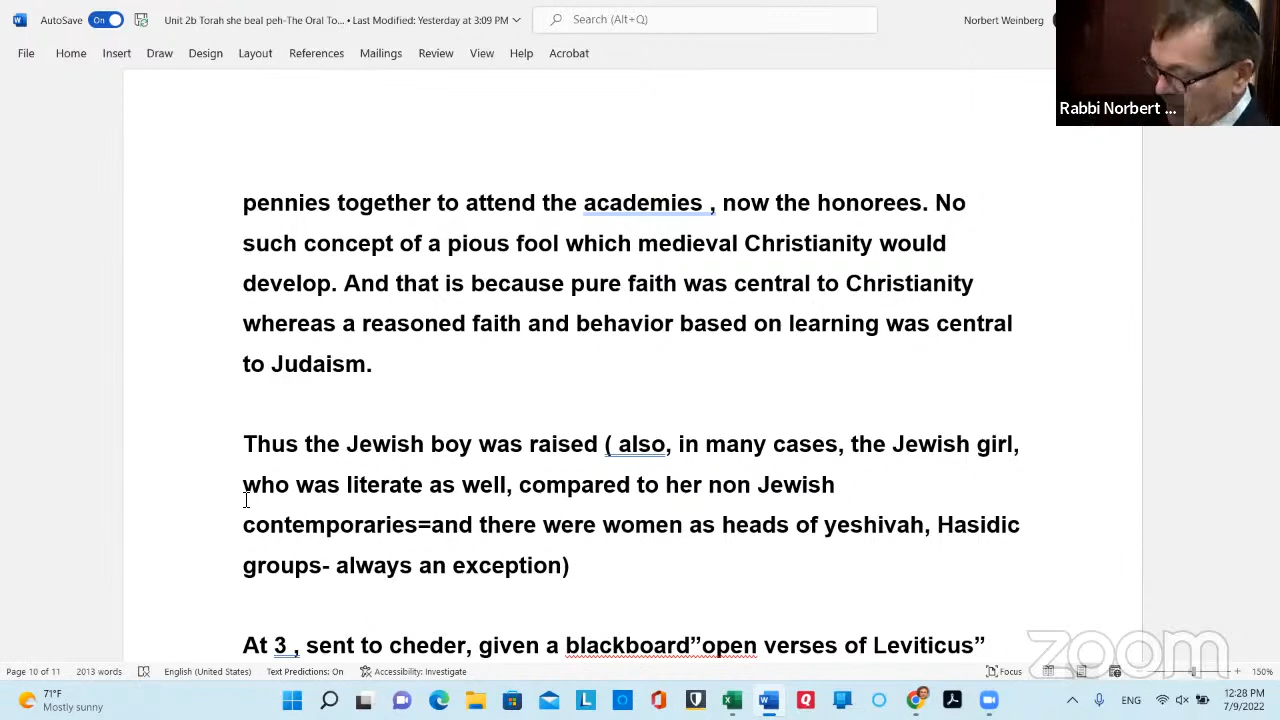 AutoSave On Unit 2b Torah she beal peh-The Oral To... • Last Modified: Yesterday at 3:09 PM Search (Alt+Q) Norbert Weinberg
File Home Insert Draw Design Layout References Mailings Review View Help Acrobat
Rabbi Norbert ...
pennies together to attend the academies , now the honorees. No
such concept of a pious fool which medieval Christianity would
develop. And that is because pure faith was central to Christianity
whereas a reasoned faith and behavior based on learning was central
to Judaism.
Thus the Jewish boy was raised ( also, in many cases, the Jewish girl,
who was literate as well, compared to her non Jewish
contemporaries=and there were women as heads of yeshivah, Hasidic
groups- always an exception)
At 3 , sent to cheder, given a blackboard”open verses of Leviticus”
zoom
Page 10 of 11 2013 words English (United States) Text Predictions: On Accessibility: Investigate Focus 150%
71°F
Mostly sunny
ENG
12:28 PM
7/9/2022